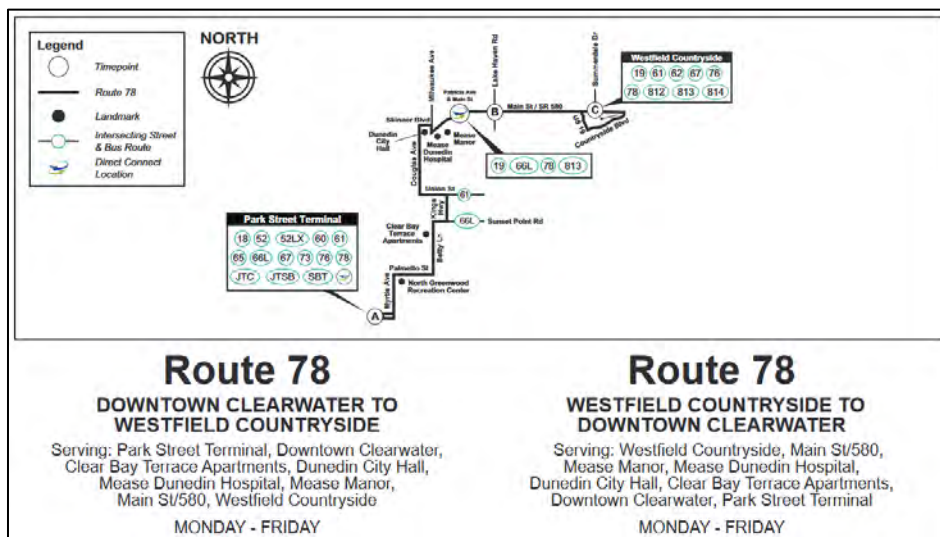 Legend
Timepoint
Route 78
Landmark
Intersecting Street
& Bus Route
Direct Connect
Location
NORTH
Milwaukee Ave
Patricia Ave
& Main St
Lake Haven Rd
Summerdale Dr
Westfield Countryside
19 61 62 67 76
78 812 813 814
Skinner Blvd
B
Main St / SR 580
C
US 19
Countryside Blvd
Dunedin
City
Hall
Mease
Manor
Mease
Dunedin
Hospital
Douglas Ave
19 66L 78 813
Union St
61
Kings
Hwy
66L
Sunset Point Rd
Park Street Terminal
18 52 52LX 60 61
65 66L 67 73 76 78
JTC JTSB SBT
Clear Bay
Terrace
Apartments
Betty Ln
Palmetto St
North Greenwood
Recreation Center
Myrtle Ave
A
Route 78
DOWNTOWN CLEARWATER TO
WESTFIELD COUNTRYSIDE
Serving: Park Street Terminal, Downtown Clearwater,
Clear Bay Terrace Apartments, Dunedin City Hall,
Mease Dunedin Hospital, Mease Manor,
Main St/580, Westfield Countryside
MONDAY - FRIDAY
Route 78
WESTFIELD COUNTRYSIDE TO
DOWNTOWN CLEARWATER
Serving: Westfield Countryside, Main St/580,
Mease Manor, Mease Dunedin Hospital,
Dunedin City Hall, Clear Bay Terrace Apartments,
Downtown Clearwater, Park Street Terminal
MONDAY - FRIDAY